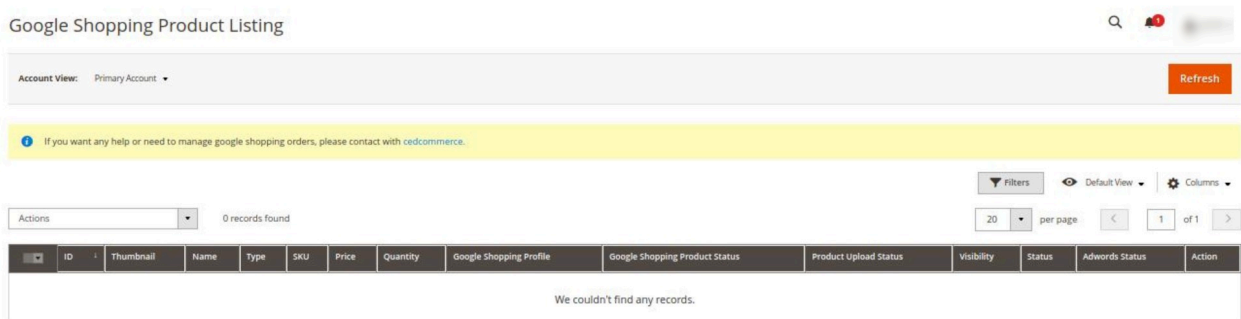 Google Shopping Product Listing
1
Account View: Primary Account
Refresh
If you want any help or need to manage google shopping orders, please contact with cedcommerce.
Filters Default View Columns
Actions 0 records found 20 per page 1 of 1
ID Thumbnail Name Type SKU Price Quantity Google Shopping Profile Google Shopping Product Status Product Upload Status Visibility Status Adwords Status Action
We couldn't find any records.